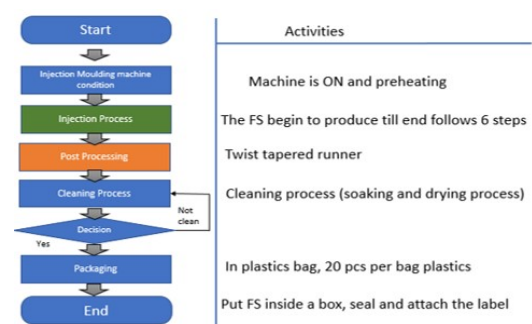 Start
Activities
Injection Moulding machine
condition
Machine is ON and preheating
Injection Process
The FS begin to produce till end follows 6 steps
Post Processing
Twist tapered runner
Cleaning Process
Cleaning process (soaking and drying process)
Not
clean
Decision
Yes
Packaging
In plastics bag, 20 pcs per bag plastics
End
Put FS inside a box, seal and attach the label